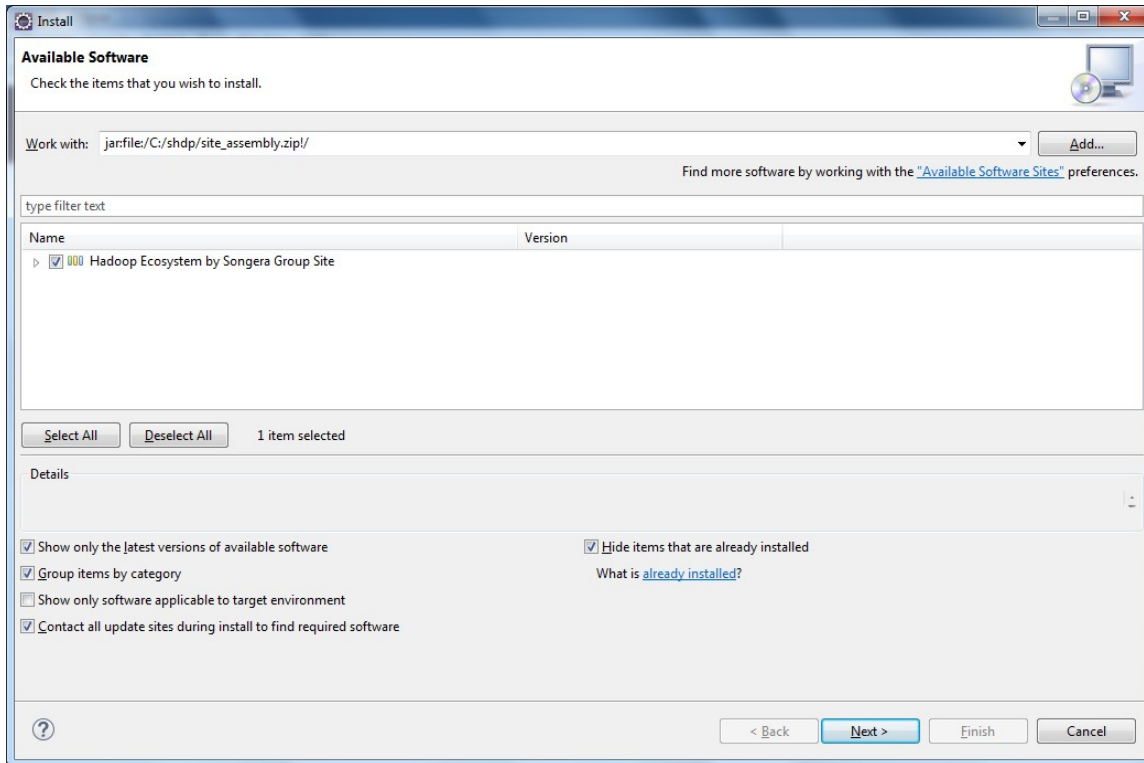 Install
Available Software
Check the items that you wish to install.
Work with: jar:file:/C:/shdp/site_assembly.zip!/ Add...
Find more software by working with the "Available Software Sites" preferences.
type filter text
Name Version
Hadoop Ecosystem by Songera Group Site
Select All Deselect All 1 item selected
Details
Show only the latest versions of available software Hide items that are already installed
Group items by category What is already installed?
Show only software applicable to target environment
Contact all update sites during install to find required software
? < Back Next > Finish Cancel